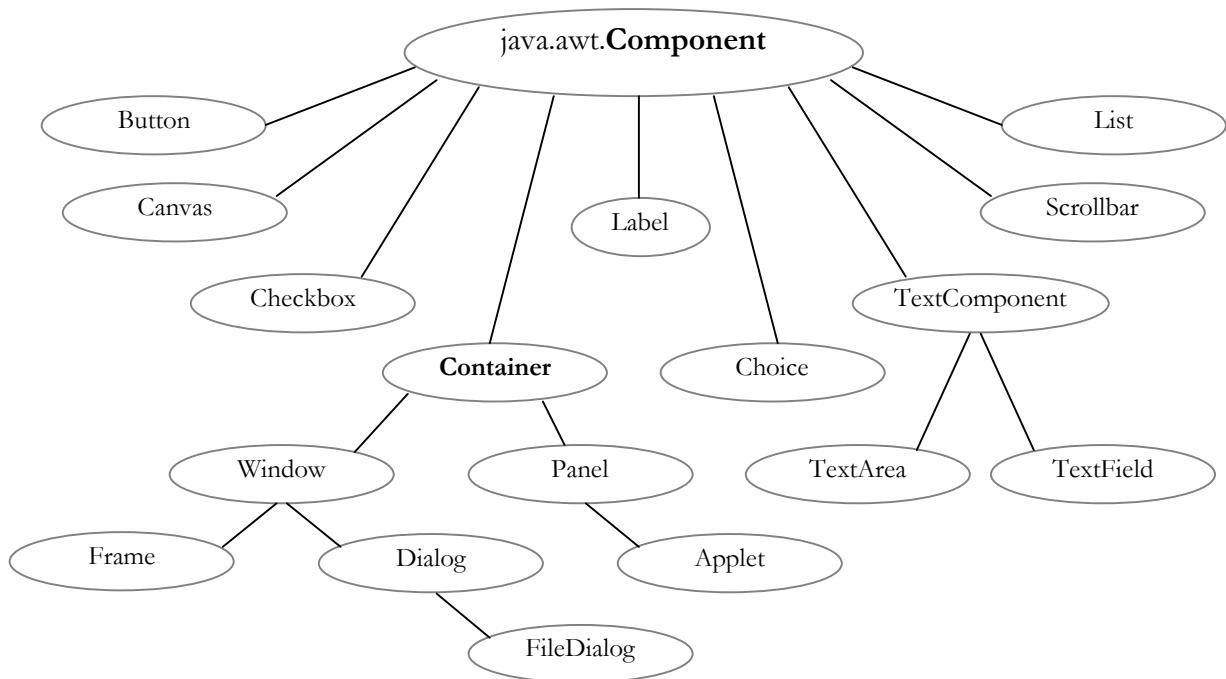 java.awt.Component
Button
List
Canvas
Label
Scrollbar
Checkbox
TextComponent
Container
Choice
Window
Panel
TextArea
TextField
Frame
Dialog
Applet
FileDialog